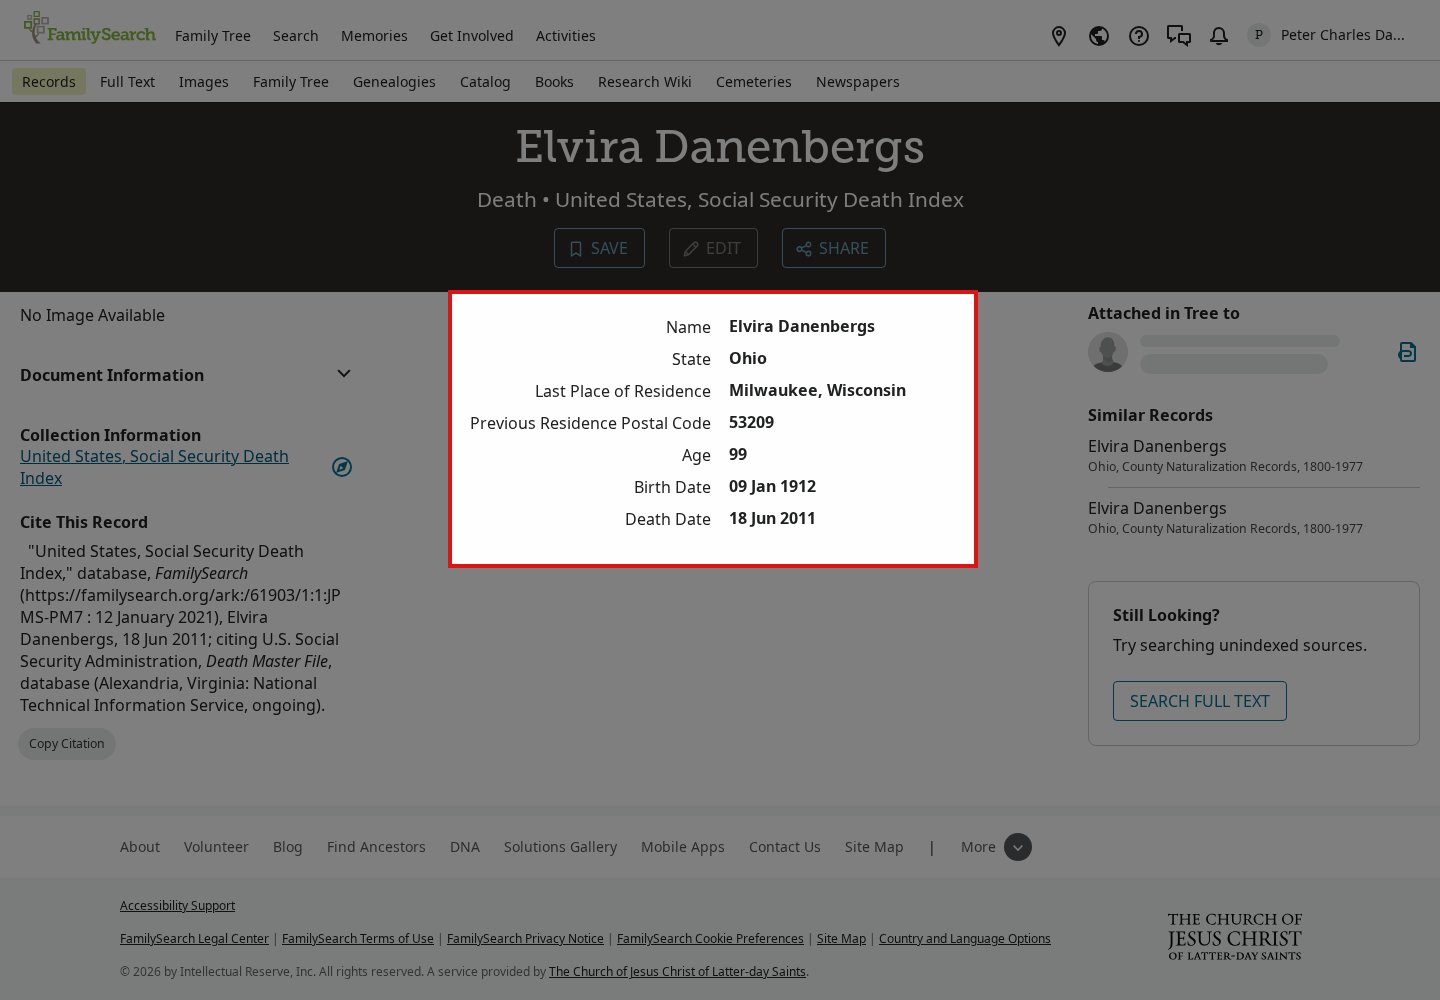 FamilySearch
Family Tree
Search
Memories
Get Involved
Activities
P
Peter Charles Da...
Records
Full Text
Images
Family Tree
Genealogies
Catalog
Books
Research Wiki
Cemeteries
Newspapers
Elvira Danenbergs
Death • United States, Social Security Death Index
SAVE
EDIT
SHARE
No Image Available
Document Information
Collection Information
United States, Social Security Death
Index
Cite This Record
"United States, Social Security Death
Index," database, FamilySearch
(https://familysearch.org/ark:/61903/1:1:JP
MS-PM7 : 12 January 2021), Elvira
Danenbergs, 18 Jun 2011; citing U.S. Social
Security Administration, Death Master File,
database (Alexandria, Virginia: National
Technical Information Service, ongoing).
Copy Citation
Name Elvira Danenbergs
State Ohio
Last Place of Residence Milwaukee, Wisconsin
Previous Residence Postal Code 53209
Age 99
Birth Date 09 Jan 1912
Death Date 18 Jun 2011
Attached in Tree to
Similar Records
Elvira Danenbergs
Ohio, County Naturalization Records, 1800-1977
Elvira Danenbergs
Ohio, County Naturalization Records, 1800-1977
Still Looking?
Try searching unindexed sources.
SEARCH FULL TEXT
About
Volunteer
Blog
Find Ancestors
DNA
Solutions Gallery
Mobile Apps
Contact Us
Site Map
|
More
Accessibility Support
FamilySearch Legal Center | FamilySearch Terms of Use | FamilySearch Privacy Notice | FamilySearch Cookie Preferences | Site Map | Country and Language Options
© 2026 by Intellectual Reserve, Inc. All rights reserved. A service provided by The Church of Jesus Christ of Latter-day Saints.
THE CHURCH OF
JESUS CHRIST
OF LATTER-DAY SAINTS